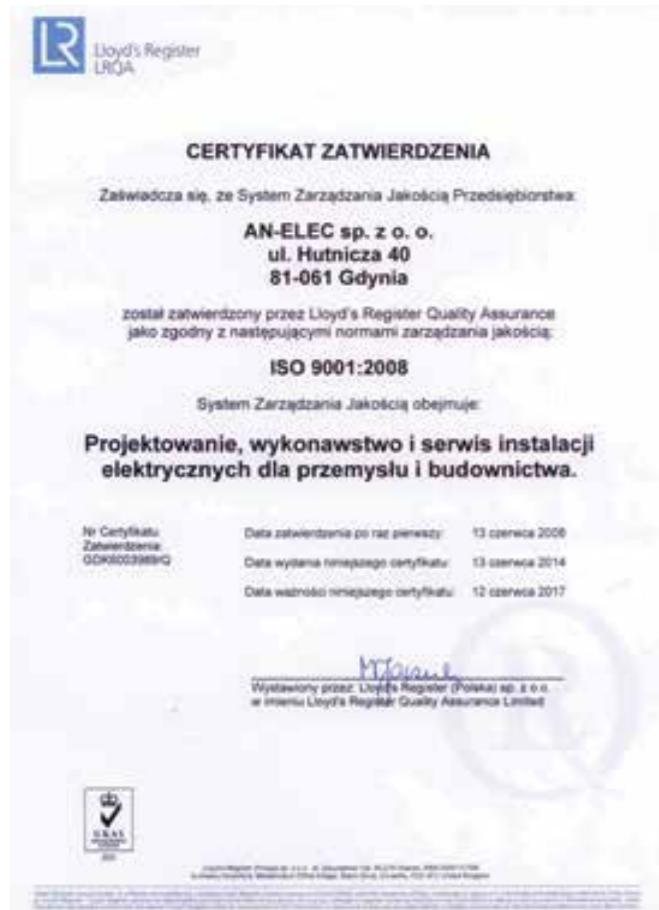 LR
Lloyd's Register
LRQA
CERTYFIKAT ZATWIERDZENIA
Zaświadcza się, że System Zarządzania Jakością Przedsiębiorstwa:
AN-ELEC sp. z o. o.
ul. Hutnicza 40
81-061 Gdynia
został zatwierdzony przez Lloyd's Register Quality Assurance
jako zgodny z następującymi normami zarządzania jakością:
ISO 9001:2008
System Zarządzania Jakością obejmuje:
Projektowanie, wykonawstwo i serwis instalacji
elektrycznych dla przemysłu i budownictwa.
Nr Certyfikatu
Zatwierdzenia:
Data zatwierdzenia po raz pierwszy: 13 czerwca 2008
Data wydania niniejszego certyfikatu: 13 czerwca 2014
Data ważności niniejszego certyfikatu: 12 czerwca 2017
Wystawiony przez: Lloyd's Register (Polska) sp. z o.o.
w imieniu Lloyd's Register Quality Assurance Limited
UKAS